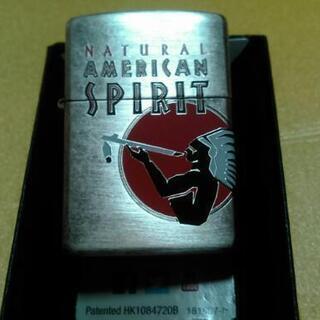 NATURAL
AMERICAN
SPIRIT
Patented HK1084720B